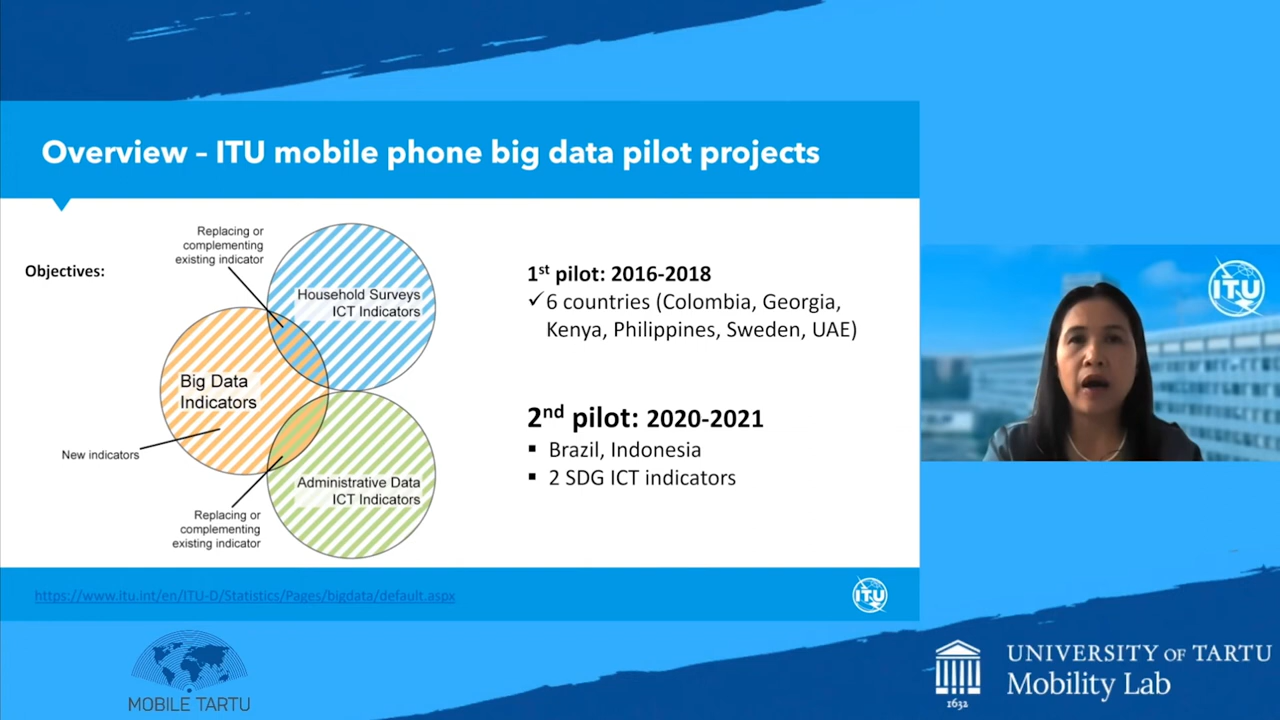 Overview – ITU mobile phone big data pilot projects
Objectives:
Replacing or
complementing
existing indicator
Household Surveys
ICT Indicators
Big Data
Indicators
New indicators
Administrative Data
ICT Indicators
Replacing or
complementing
existing indicator
1st pilot: 2016-2018
✓6 countries (Colombia, Georgia,
Kenya, Philippines, Sweden, UAE)
2nd pilot: 2020-2021
▪ Brazil, Indonesia
▪ 2 SDG ICT indicators
https://www.itu.int/en/ITU-D/Statistics/Pages/bigdata/default.aspx
ITU
ITU
MOBILE TARTU
1632
UNIVERSITY OF TARTU
Mobility Lab